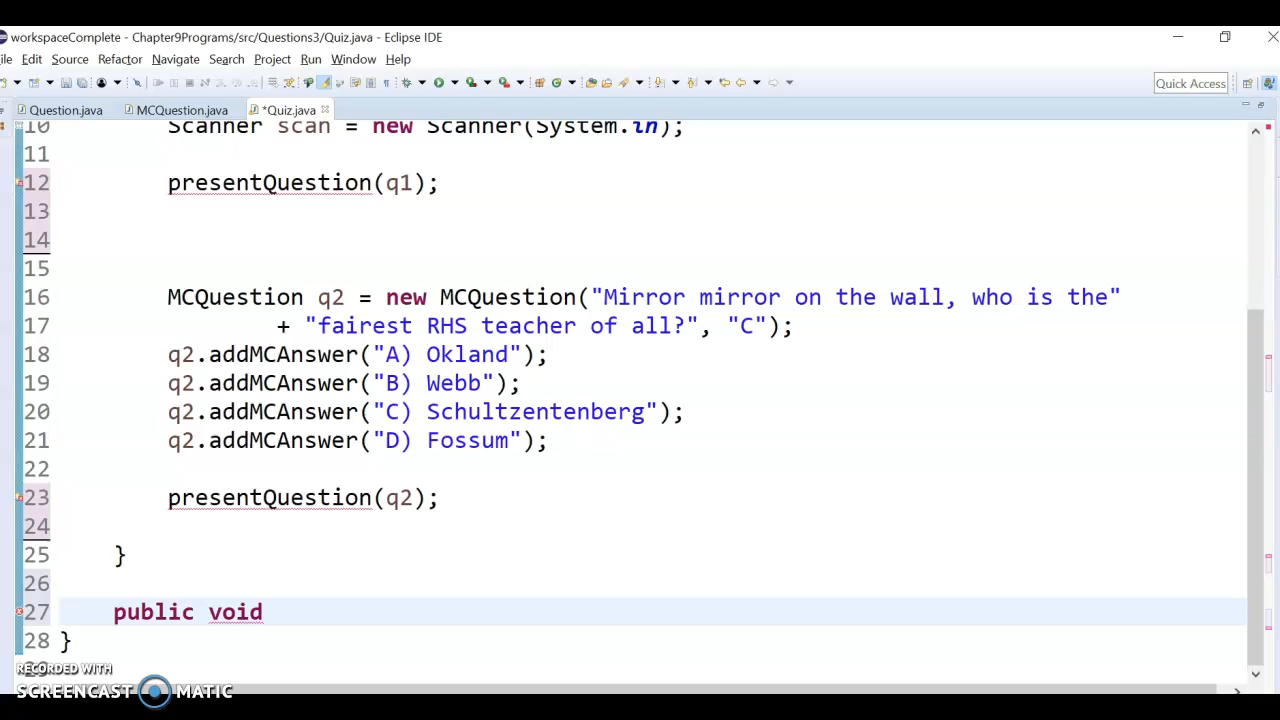 workspaceComplete - Chapter9Programs/src/Questions3/Quiz.java - Eclipse IDE
ile Edit Source Refactor Navigate Search Project Run Window Help
Quick Access
Question.java MCQuestion.java *Quiz.java
10 Scanner scan = new Scanner(System.in);
11
12 presentQuestion(q1);
13
14
15
16 MCQuestion q2 = new MCQuestion("Mirror mirror on the wall, who is the"
17 + "fairest RHS teacher of all?", "C");
18 q2.addMCAnswer("A) Okland");
19 q2.addMCAnswer("B) Webb");
20 q2.addMCAnswer("C) Schultzentenberg");
21 q2.addMCAnswer("D) Fossum");
22
23 presentQuestion(q2);
24
25 }
26
27 public void
28 }
RECORDED WITH
SCREENCAST MATIC